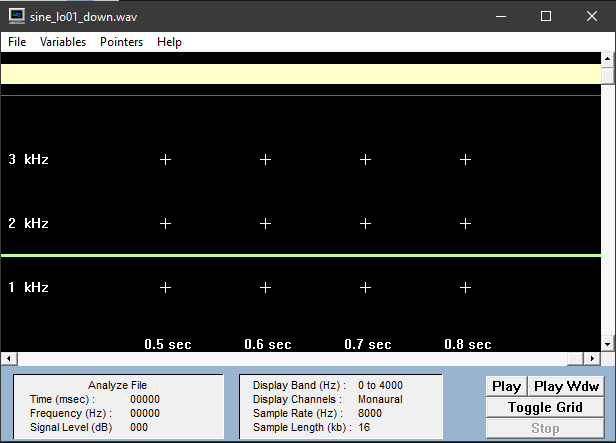 sine_lo01_down.wav
File Variables Pointers Help
3 kHz
2 kHz
1 kHz
0.5 sec 0.6 sec 0.7 sec 0.8 sec
Analyze File
Time (msec) : 00000
Frequency (Hz) : 00000
Signal Level (dB) 000
Display Band (Hz) : 0 to 4000
Display Channels : Monaural
Sample Rate (Hz) : 8000
Sample Length (kb) : 16
Play Play Wdw
Toggle Grid
Stop